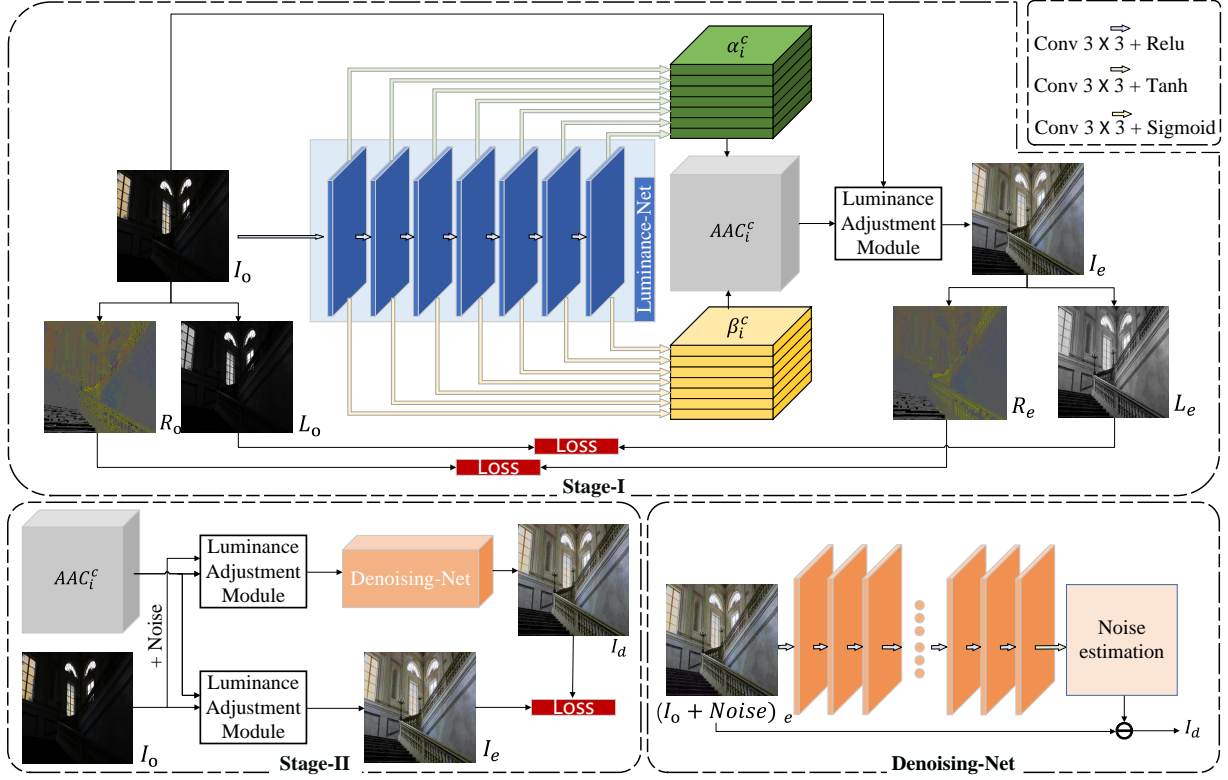 α_i^c
Conv 3 X 3 + Relu
Conv 3 X 3 + Tanh
Conv 3 X 3 + Sigmoid
Luminance-Net
AAC_i^c
Luminance
Adjustment
Module
I_o
I_e
β_i^c
R_o
L_o
R_e
L_e
Loss
Loss
Stage-I
AAC_i^c
Luminance
Adjustment
Module
Denoising-Net
I_d
+ Noise
Luminance
Adjustment
Module
Loss
I_o
I_e
Stage-II
Noise
estimation
(I_o + Noise)_e
I_d
Denoising-Net